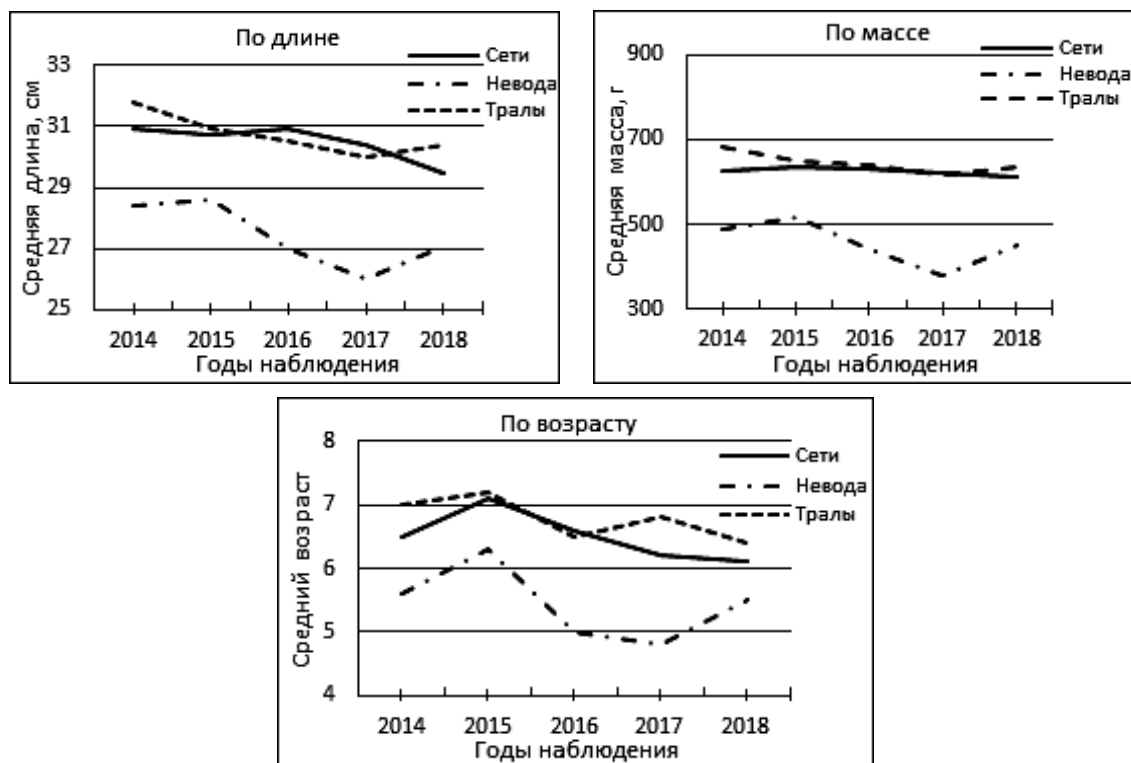 По длине
Сети
Невода
Тралы
Средняя длина, см
33
31
29
27
25
2014 2015 2016 2017 2018
Годы наблюдения
По массе
Сети
Невода
Тралы
Средняя масса, г
900
700
500
300
2014 2015 2016 2017 2018
Годы наблюдения
По возрасту
Сети
Невода
Тралы
Средний возраст
8
7
6
5
4
2014 2015 2016 2017 2018
Годы наблюдения